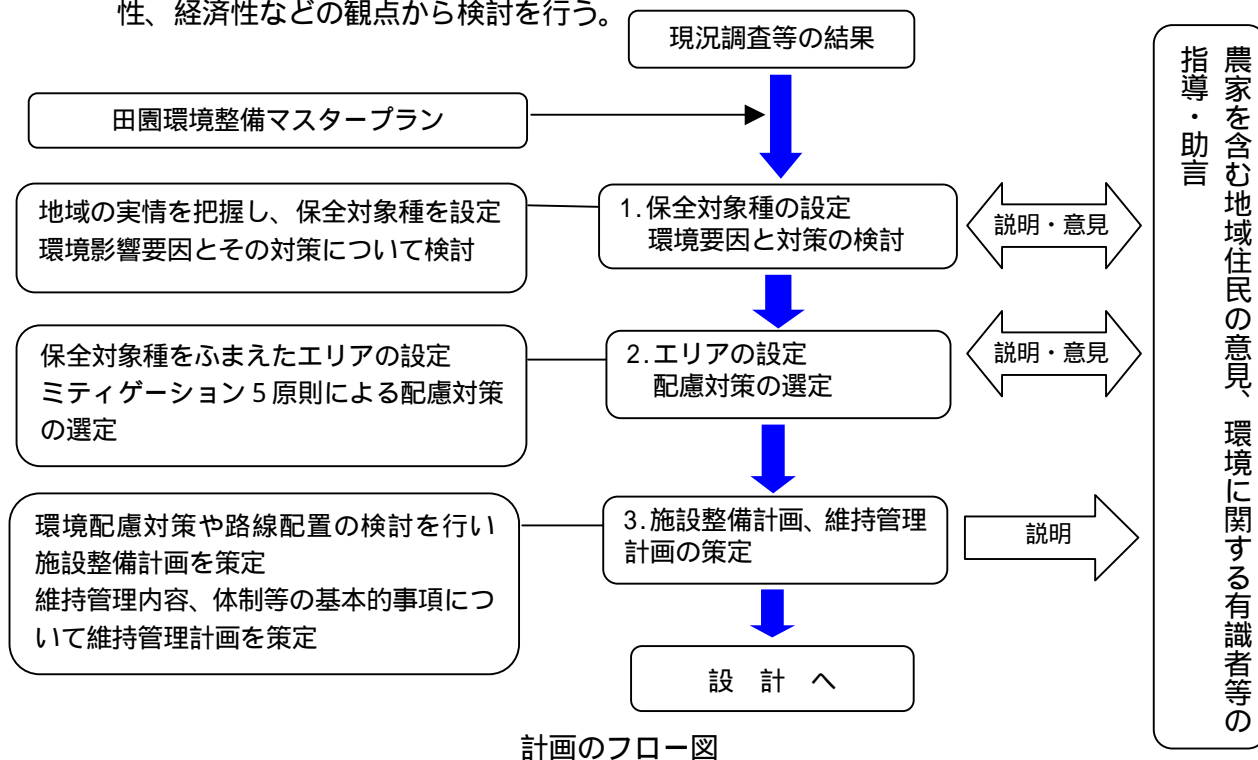 性、経済性などの観点から検討を行う。
現況調査等の結果
田園環境整備マスタープラン
地域の実情を把握し、保全対象種を設定
環境影響要因とその対策について検討
1.保全対象種の設定
環境要因と対策の検討
説明・意見
保全対象種をふまえたエリアの設定
ミティゲーション5原則による配慮対策
の選定
2.エリアの設定
配慮対策の選定
説明・意見
環境配慮対策や路線配置の検討を行い
施設整備計画を策定
維持管理内容、体制等の基本的事項につ
いて維持管理計画を策定
3.施設整備計画、維持管理
計画の策定
説明
設 計 へ
農家を含む地域住民の意見、環境に関する有識者等の
指導・助言
計画のフロー図